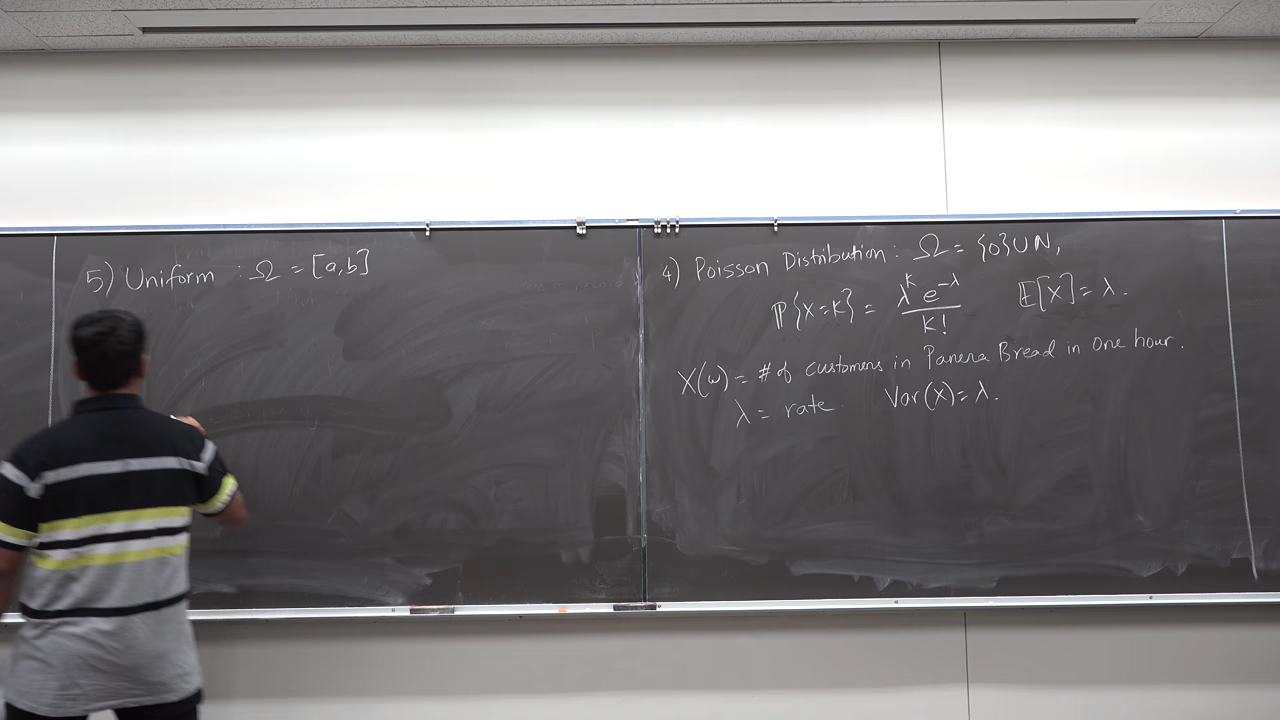 5) Uniform : Ω = [a,b]
4) Poisson Distribution : Ω = {0} ∪ ℕ,
ℙ{X=k} = λ^k e^{-λ} / k!    𝔼[X] = λ.
X(ω) = # of customers in Panera Bread in one hour.
λ = rate.    Var(X) = λ.